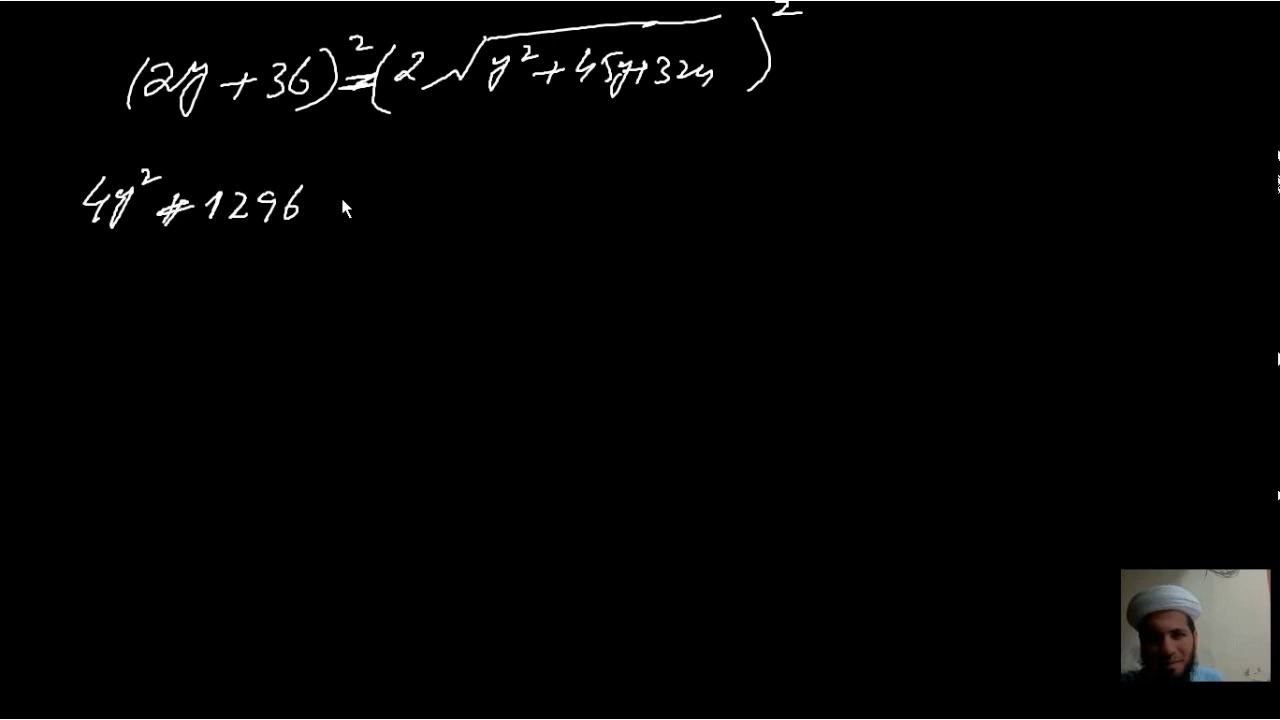 (2y + 36)² = (2√(y² + 45y + 324))²
4y² + 1296